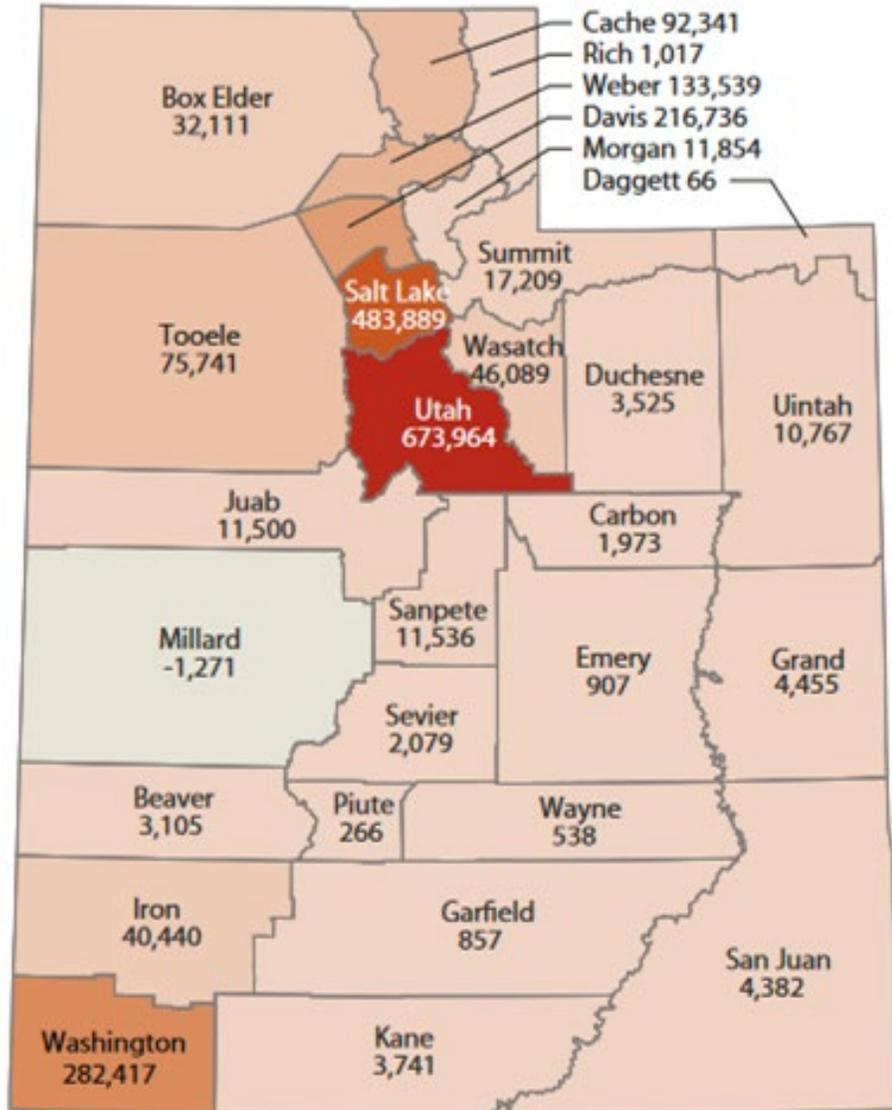 Cache 92,341
Rich 1,017
Weber 133,539
Davis 216,736
Morgan 11,854
Daggett 66
Box Elder
32,111
Summit
17,209
Salt Lake
483,889
Tooele
75,741
Wasatch
46,089
Duchesne
3,525
Uintah
10,767
Utah
673,964
Juab
11,500
Carbon
1,973
Sanpete
11,536
Millard
-1,271
Emery
907
Grand
4,455
Sevier
2,079
Beaver
3,105
Piute
266
Wayne
538
Iron
40,440
Garfield
857
San Juan
4,382
Washington
282,417
Kane
3,741